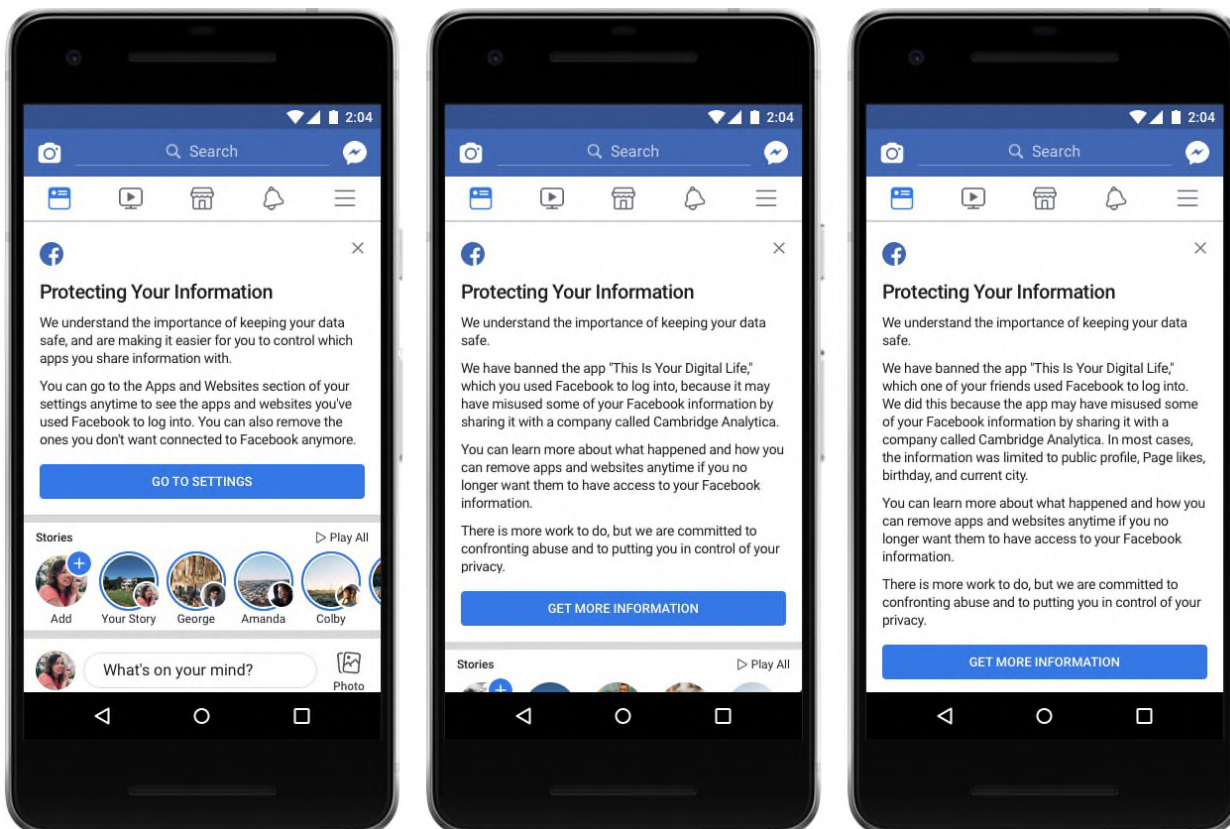 2:04
Search
Protecting Your Information
We understand the importance of keeping your data
safe, and are making it easier for you to control which
apps you share information with.
You can go to the Apps and Websites section of your
settings anytime to see the apps and websites you've
used Facebook to log into. You can also remove the
ones you don't want connected to Facebook anymore.
GO TO SETTINGS
Stories
Play All
Add
Your Story
George
Amanda
Colby
What's on your mind?
Photo
2:04
Search
Protecting Your Information
We understand the importance of keeping your data
safe.
We have banned the app "This Is Your Digital Life,"
which you used Facebook to log into, because it may
have misused some of your Facebook information by
sharing it with a company called Cambridge Analytica.
You can learn more about what happened and how you
can remove apps and websites anytime if you no
longer want them to have access to your Facebook
information.
There is more work to do, but we are committed to
confronting abuse and to putting you in control of your
privacy.
GET MORE INFORMATION
Stories
Play All
2:04
Search
Protecting Your Information
We understand the importance of keeping your data
safe.
We have banned the app "This Is Your Digital Life,"
which one of your friends used Facebook to log into.
We did this because the app may have misused some
of your Facebook information by sharing it with a
company called Cambridge Analytica. In most cases,
the information was limited to public profile, Page likes,
birthday, and current city.
You can learn more about what happened and how you
can remove apps and websites anytime if you no
longer want them to have access to your Facebook
information.
There is more work to do, but we are committed to
confronting abuse and to putting you in control of your
privacy.
GET MORE INFORMATION